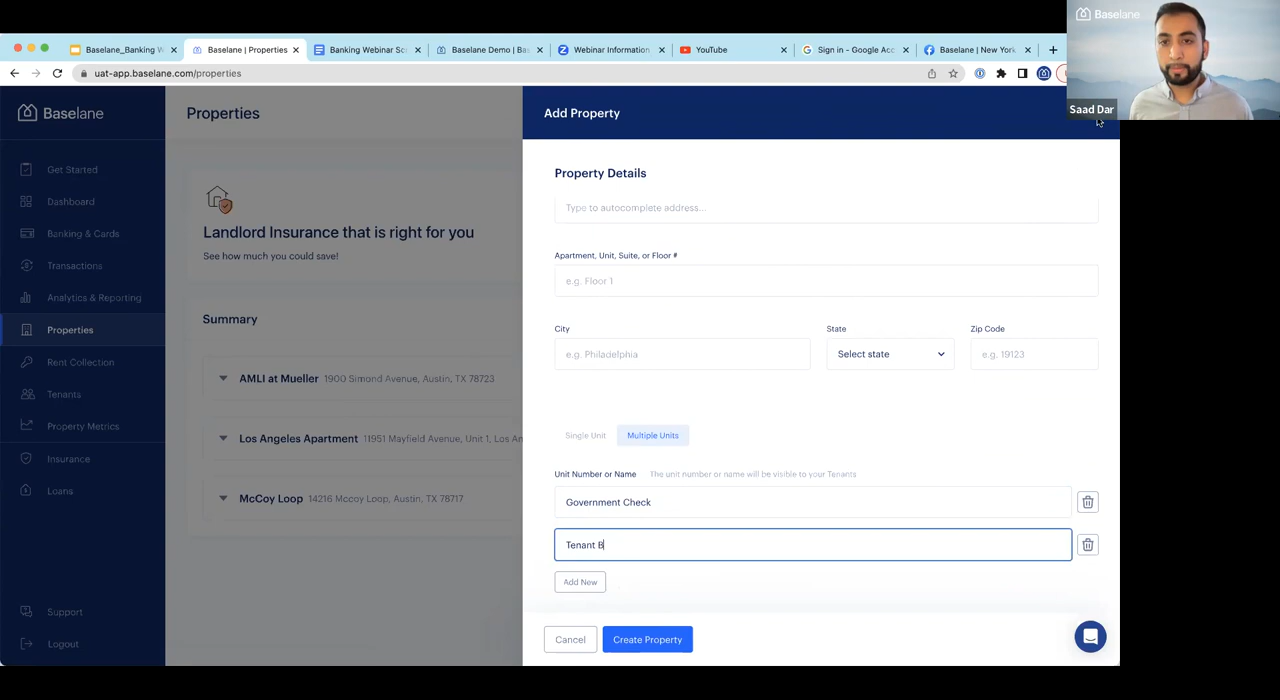 Baselane_Banking W
Baselane | Properties
Banking Webinar Sc
Baselane Demo | Bas
Webinar Information
YouTube
Sign in - Google Acc
Baselane | New York
uat-app.baselane.com/properties
Baselane
Saad Dar
Baselane
Get Started
Dashboard
Banking & Cards
Transactions
Analytics & Reporting
Properties
Rent Collection
Tenants
Property Metrics
Insurance
Loans
Support
Logout
Properties
Landlord Insurance that is right for you
See how much you could save!
Summary
AMLI at Mueller 1900 Simond Avenue, Austin, TX 78723
Los Angeles Apartment 11951 Mayfield Avenue, Unit 1, Los An
McCoy Loop 14216 Mccoy Loop, Austin, TX 78717
Add Property
Property Details
Type to autocomplete address...
Apartment, Unit, Suite, or Floor #
e.g. Floor 1
City State Zip Code
e.g. Philadelphia Select state e.g. 19123
Single Unit Multiple Units
Unit Number or Name The unit number or name will be visible to your Tenants
Government Check
Tenant B
Add New
Cancel Create Property